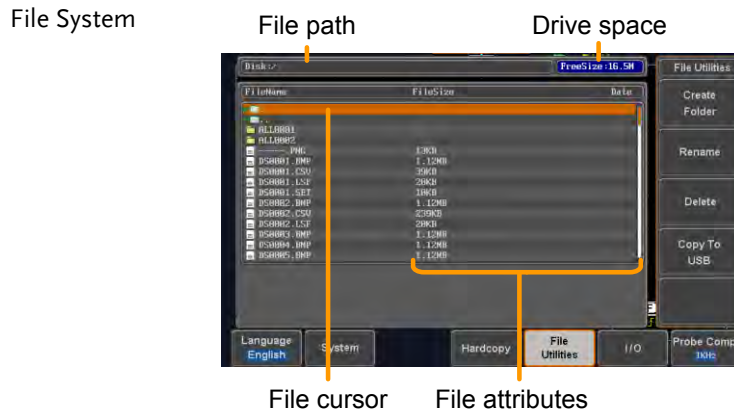 File System
File path
Drive space
Disk:/
FreeSize:16.5M
FileName FileSize Date
..
ALL0001
ALL0002
.PNG 13KB
DS0001.BMP 1.12MB
DS0001.CSV 39KB
DS0001.LSF 20KB
DS0001.SET 10KB
DS0002.BMP 1.12MB
DS0002.CSV 239KB
DS0002.LSF 20KB
DS0003.BMP 1.12MB
DS0004.BMP 1.12MB
DS0005.BMP 1.12MB
File Utilities
Create
Folder
Rename
Delete
Copy To
USB
Language
English
System
Hardcopy
File
Utilities
I/O
Probe Comp
1KHz
File cursor
File attributes